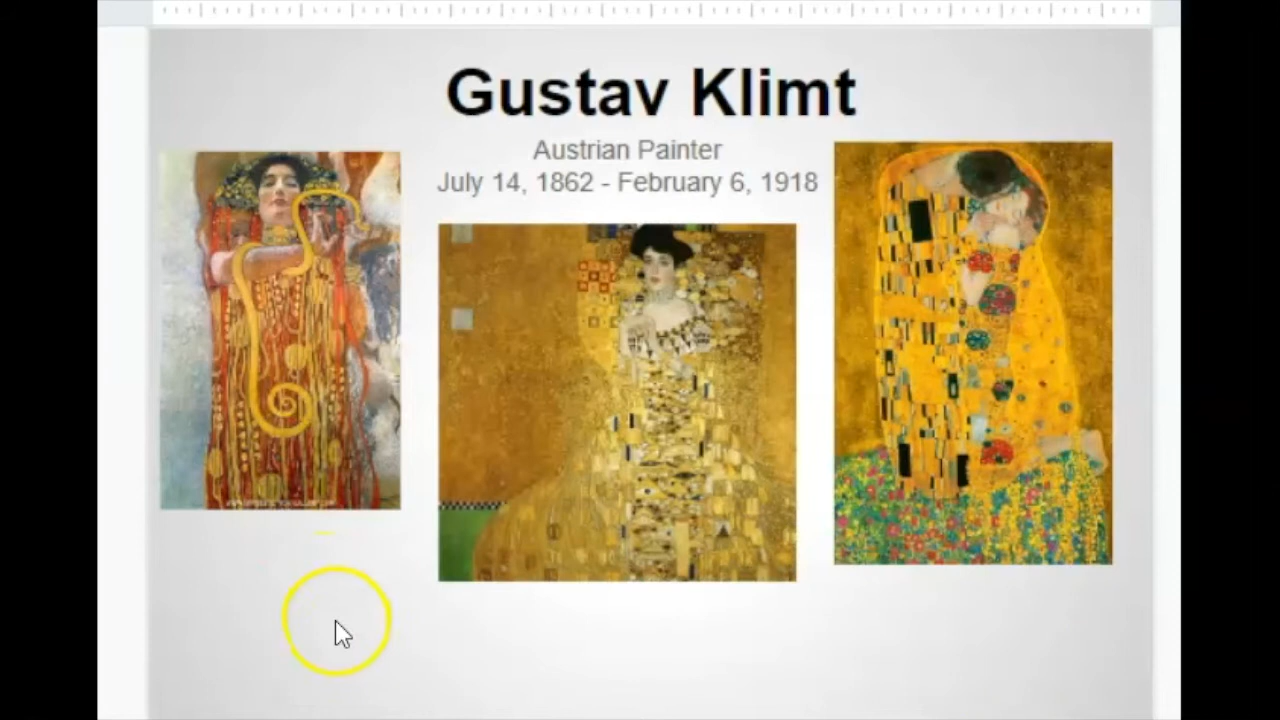 Gustav Klimt
Austrian Painter
July 14, 1862 - February 6, 1918